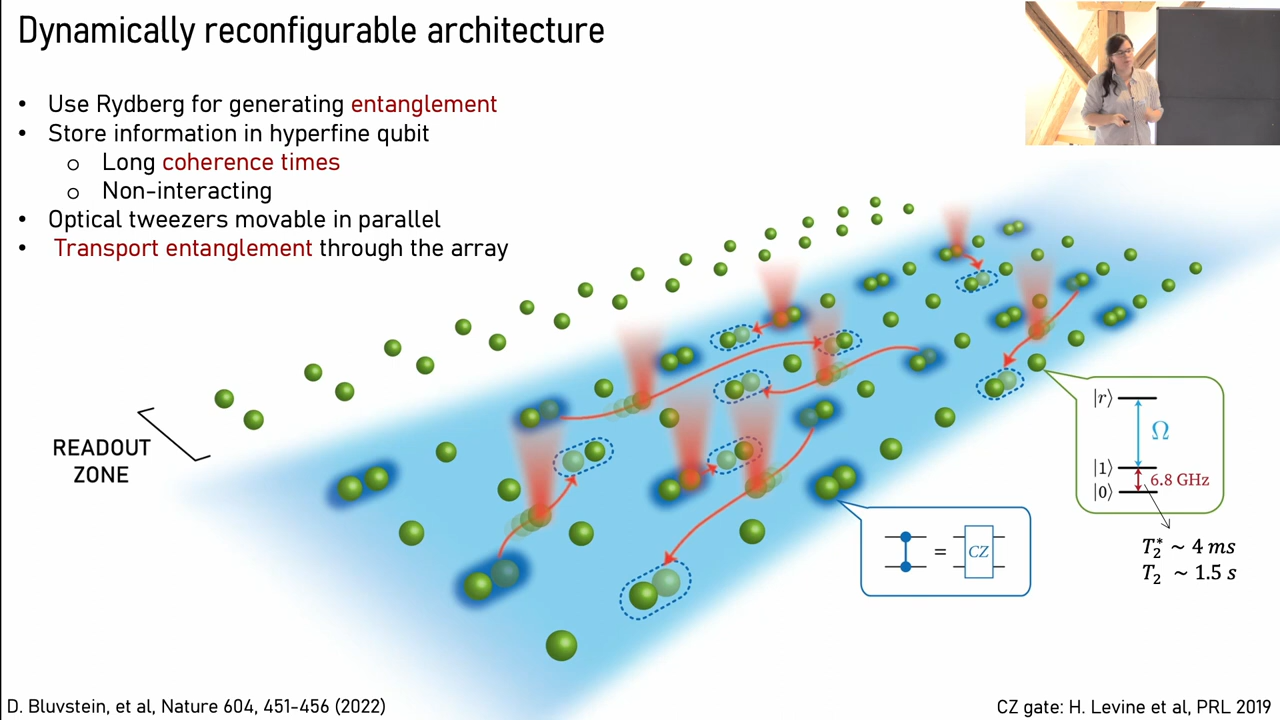 Dynamically reconfigurable architecture
• Use Rydberg for generating entanglement
• Store information in hyperfine qubit
o Long coherence times
o Non-interacting
• Optical tweezers movable in parallel
• Transport entanglement through the array
READOUT
ZONE
|r⟩
Ω
|1⟩
6.8 GHz
|0⟩
= CZ
T₂* ~ 4 ms
T₂ ~ 1.5 s
D. Bluvstein, et al, Nature 604, 451-456 (2022)
CZ gate: H. Levine et al, PRL 2019